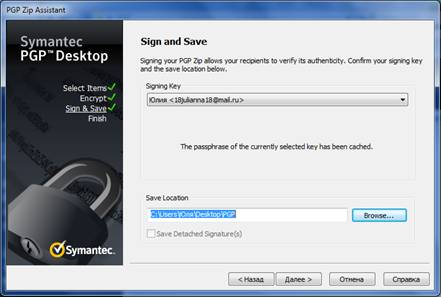 PGP Zip Assistant
Symantec
PGP™ Desktop
Select Items
Encrypt
Sign & Save
Finish
Symantec.
Sign and Save
Signing your PGP Zip allows your recipients to verify its authenticity. Confirm your signing key
and the save location below.
Signing Key
Юлия <18julianna18@mail.ru>
The passphrase of the currently selected key has been cached.
Save Location
C:\Users\Юля\Desktop\PGP
Browse...
Save Detached Signature(s)
< Назад
Далее >
Отмена
Справка